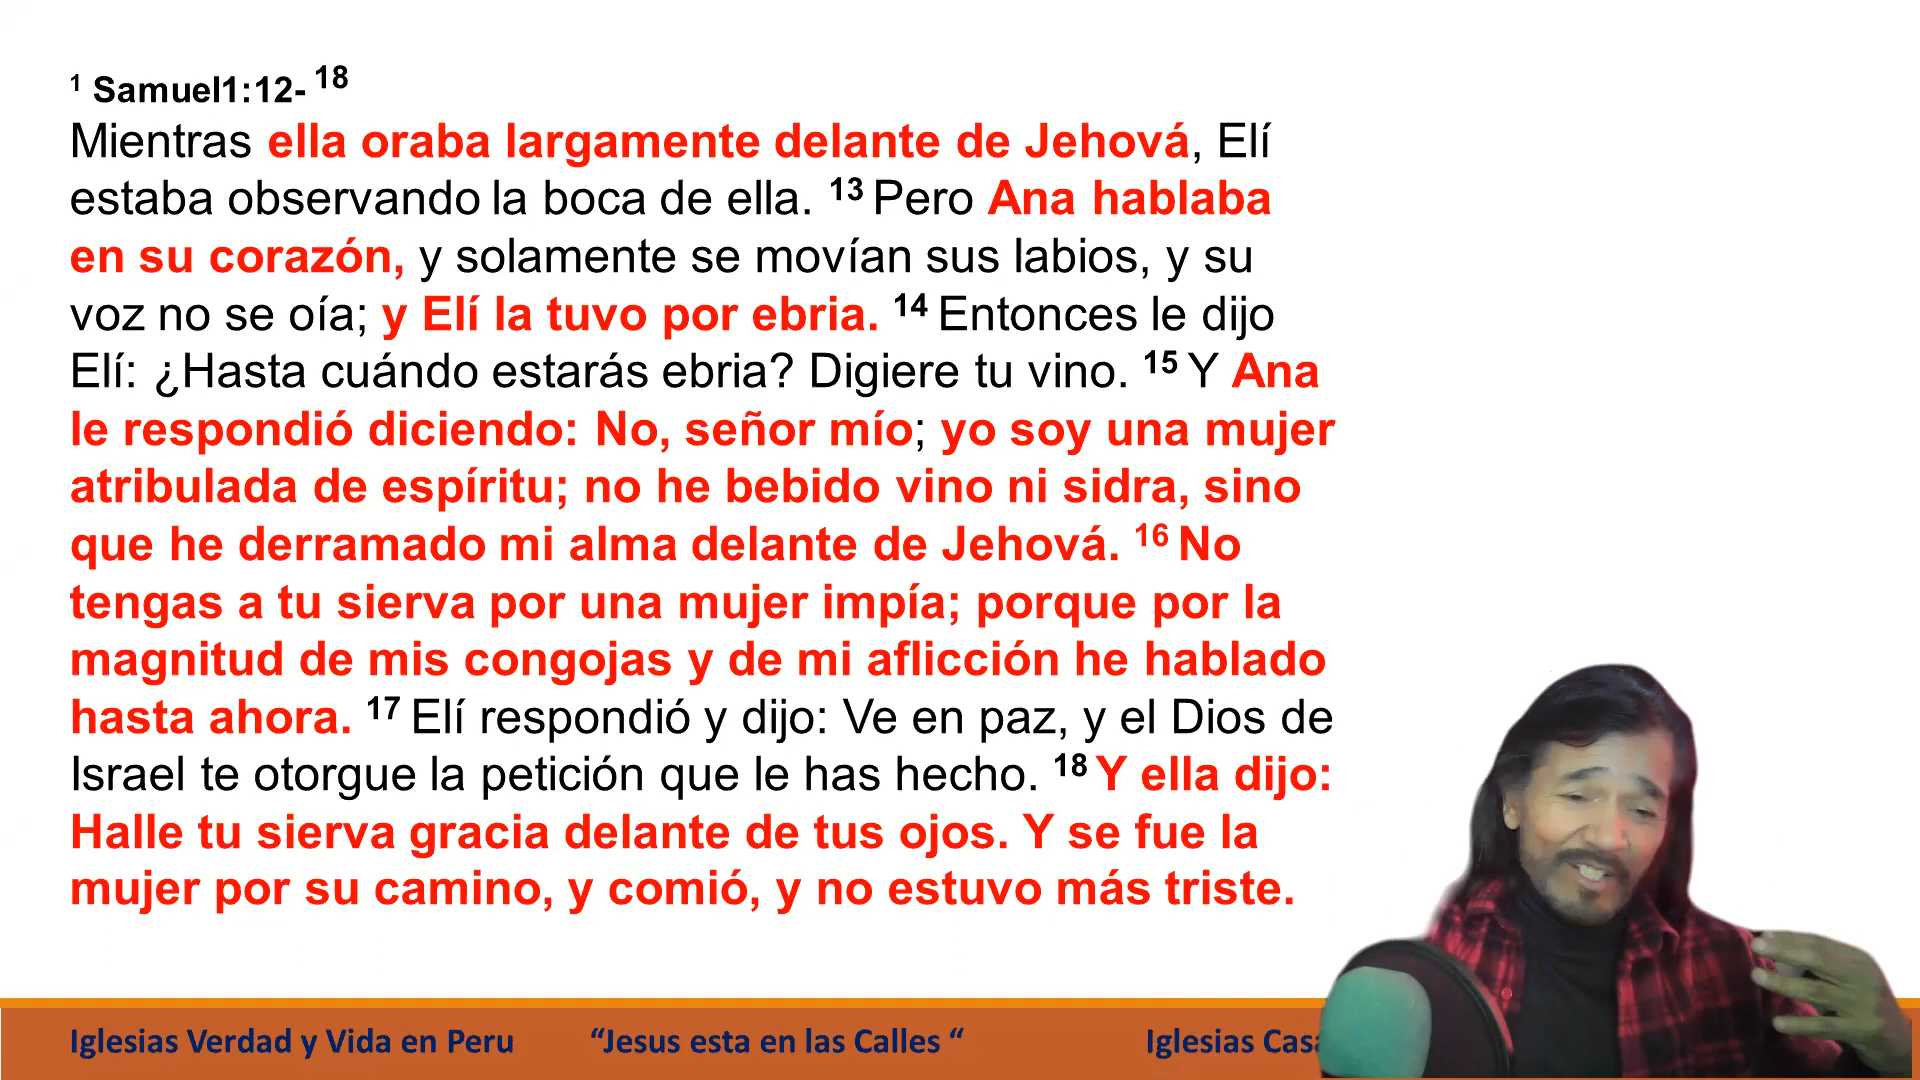 1 Samuel1:12- 18
Mientras ella oraba largamente delante de Jehová, Elí
estaba observando la boca de ella. 13 Pero Ana hablaba
en su corazón, y solamente se movían sus labios, y su
voz no se oía; y Elí la tuvo por ebria. 14 Entonces le dijo
Elí: ¿Hasta cuándo estarás ebria? Digiere tu vino. 15 Y Ana
le respondió diciendo: No, señor mío; yo soy una mujer
atribulada de espíritu; no he bebido vino ni sidra, sino
que he derramado mi alma delante de Jehová. 16 No
tengas a tu sierva por una mujer impía; porque por la
magnitud de mis congojas y de mi aflicción he hablado
hasta ahora. 17 Elí respondió y dijo: Ve en paz, y el Dios de
Israel te otorgue la petición que le has hecho. 18 Y ella dijo:
Halle tu sierva gracia delante de tus ojos. Y se fue la
mujer por su camino, y comió, y no estuvo más triste.
Iglesias Verdad y Vida en Peru “Jesus esta en las Calles “ Iglesias